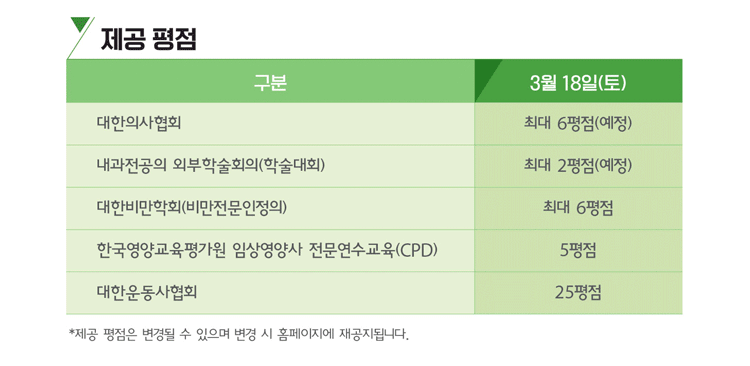 제공 평점
구분 3월 18일(토)
대한의사협회 최대 6평점(예정)
내과전공의 외부학술회의(학술대회) 최대 2평점(예정)
대한비만학회(비만전문인정의) 최대 6평점
한국영양교육평가원 임상영양사 전문연수교육(CPD) 5평점
대한운동사협회 25평점
*제공 평점은 변경될 수 있으며 변경 시 홈페이지에 재공지됩니다.